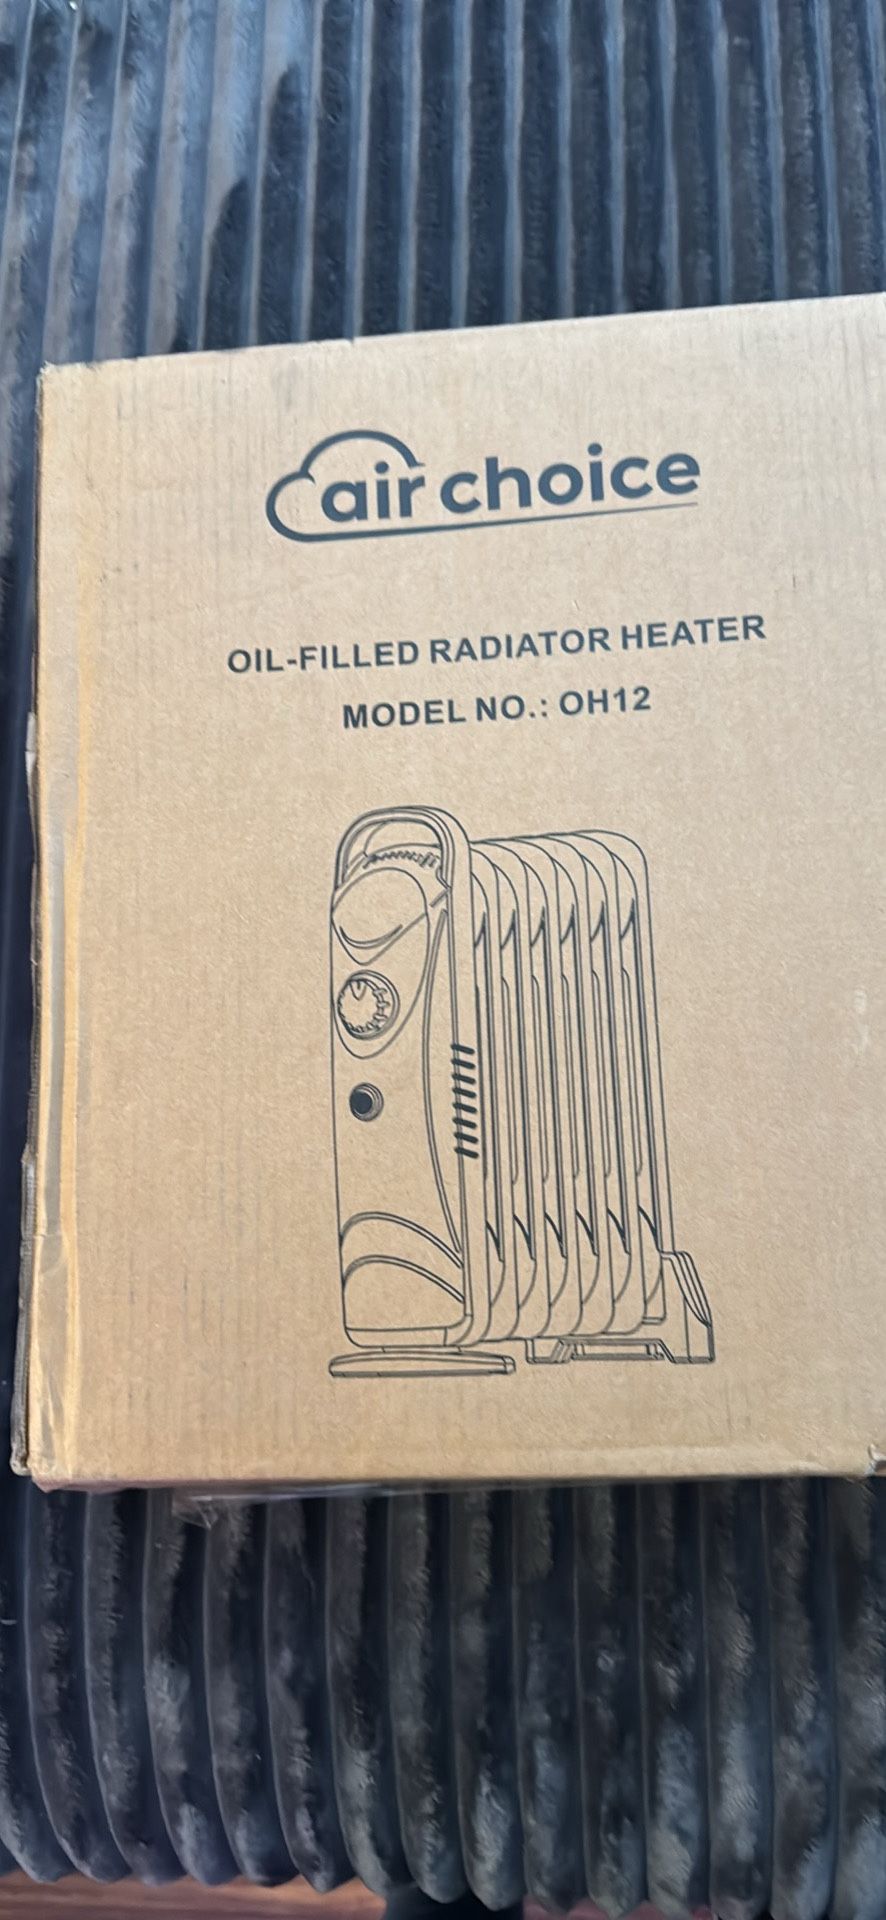 air choice
OIL-FILLED RADIATOR HEATER
MODEL NO.: OH12